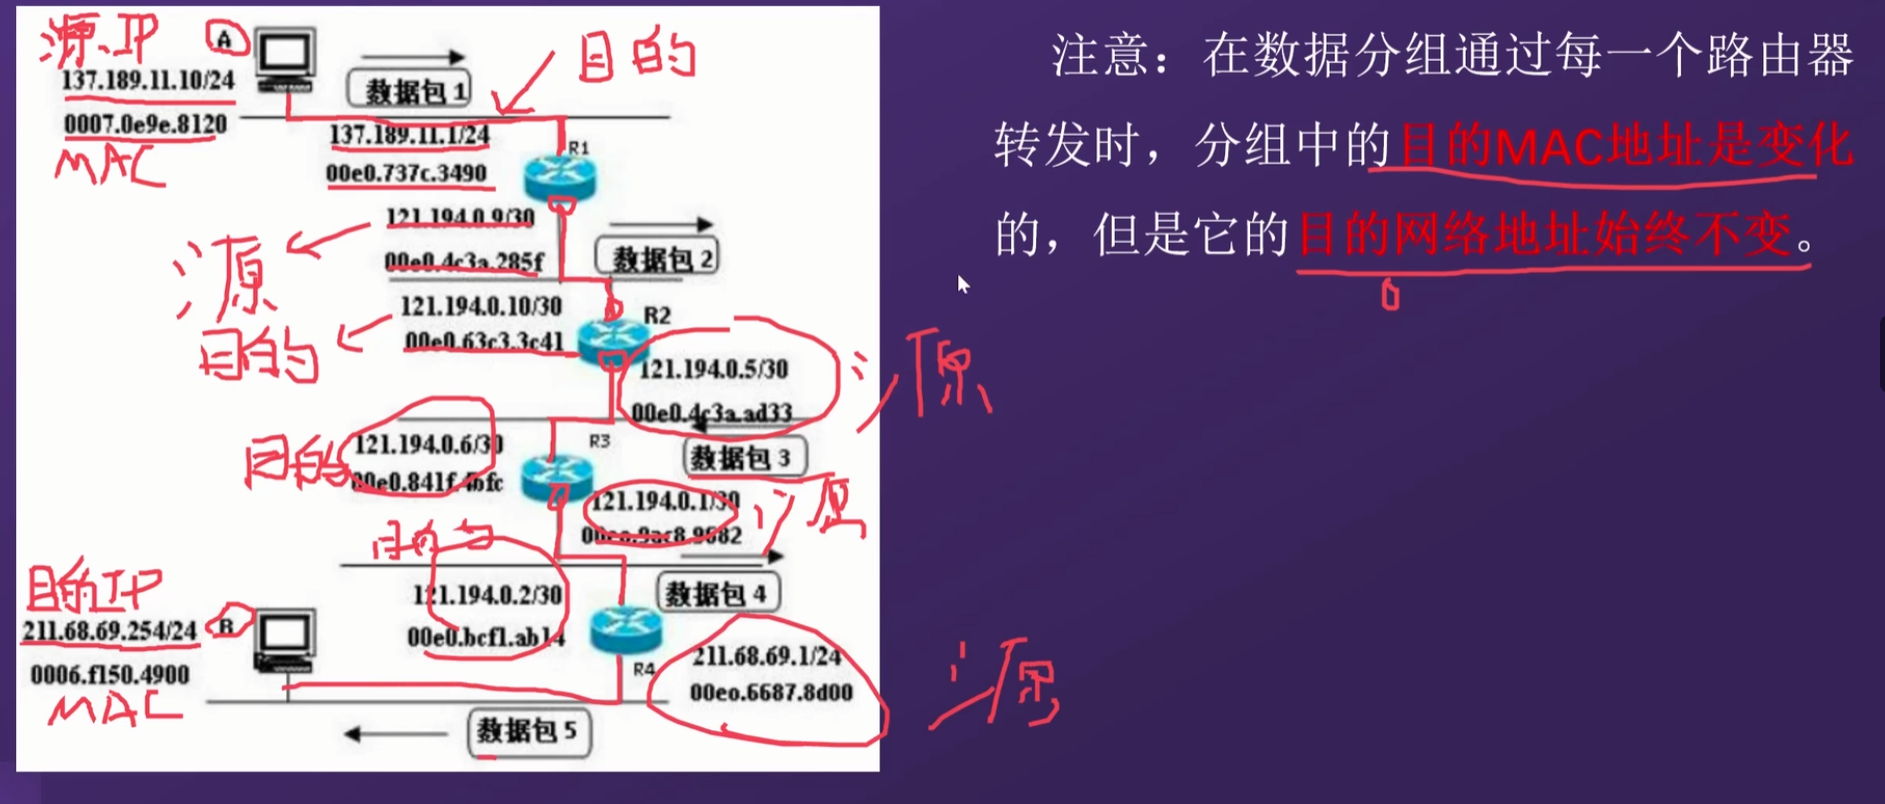 源IP
A
137.189.11.10/24
0007.0e9e.8120
MAC
数据包1
目的
137.189.11.1/24
00e0.737c.3490
R1
121.194.0.9/30
00e0.4c3a.285f
源
数据包2
121.194.0.10/30
00e0.63c3.3c41
目的
R2
121.194.0.5/30
00e0.4c3a.ad33
源
目的
121.194.0.6/30
R3
数据包3
121.194.0.1/30
源
目的
121.194.0.2/30
00e0.bcf1.ab14
数据包4
目的IP
211.68.69.254/24
B
0006.f150.4900
MAC
R4
211.68.69.1/24
00eo.6687.8d00
源
数据包5
注意：在数据分组通过每一个路由器
转发时，分组中的目的MAC地址是变化
的，但是它的目的网络地址始终不变。